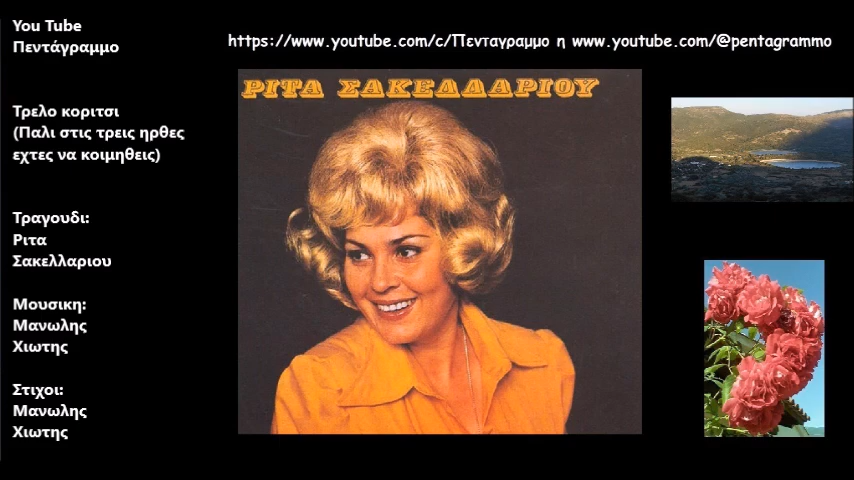 You Tube
Πεντάγραμμο
https://www.youtube.com/c/Πενταγραμμο η www.youtube.com/@pentagrammo
ΡΙΤΑ ΣΑΚΕΛΛΑΡΙΟΥ
Τρελο κοριτσι
(Παλι στις τρεις ηρθες
εχτες να κοιμηθεις)
Τραγουδι:
Ριτα
Σακελλαριου
Μουσικη:
Μανωλης
Χιωτης
Στιχοι:
Μανωλης
Χιωτης